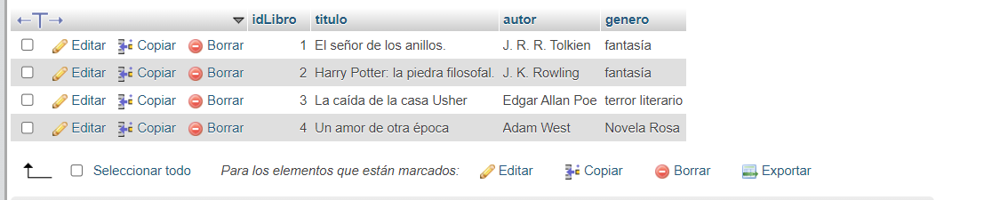 idLibro titulo autor genero
Editar Copiar Borrar 1 El señor de los anillos. J. R. R. Tolkien fantasía
Editar Copiar Borrar 2 Harry Potter: la piedra filosofal. J. K. Rowling fantasía
Editar Copiar Borrar 3 La caída de la casa Usher Edgar Allan Poe terror literario
Editar Copiar Borrar 4 Un amor de otra época Adam West Novela Rosa
Seleccionar todo Para los elementos que están marcados: Editar Copiar Borrar Exportar